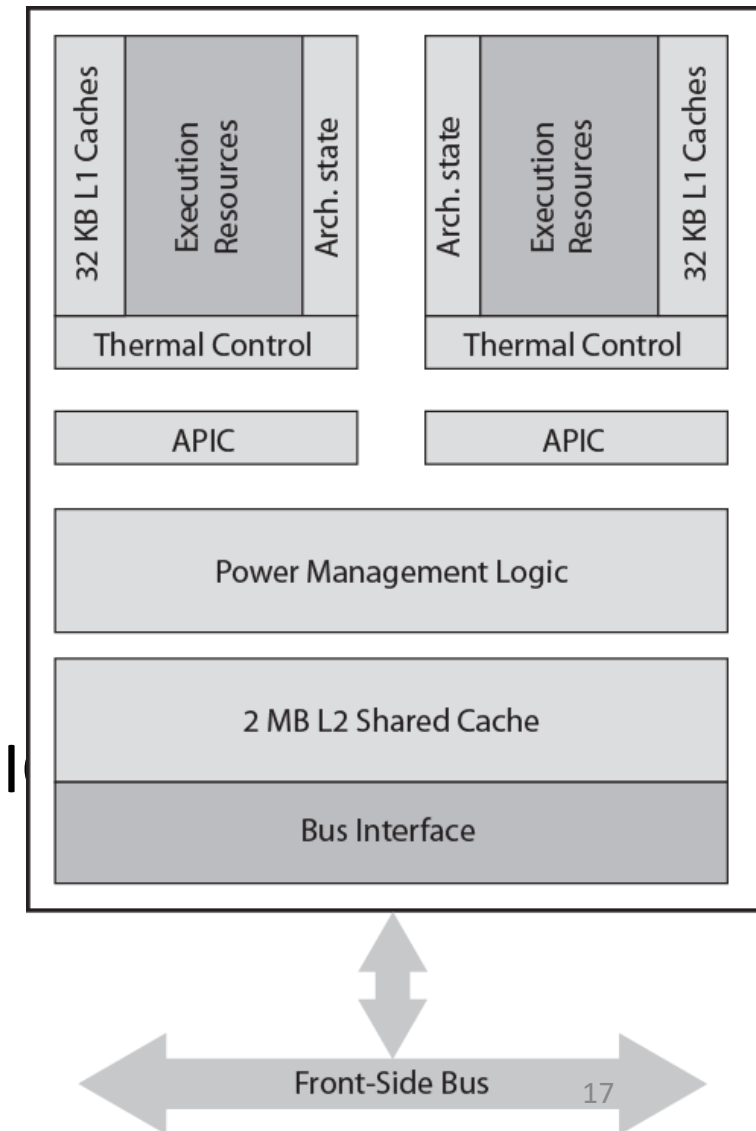 32 KB L1 Caches
Execution
Resources
Arch. state
Thermal Control
Arch. state
Execution
Resources
32 KB L1 Caches
Thermal Control
APIC
APIC
Power Management Logic
2 MB L2 Shared Cache
Bus Interface
Front-Side Bus
17